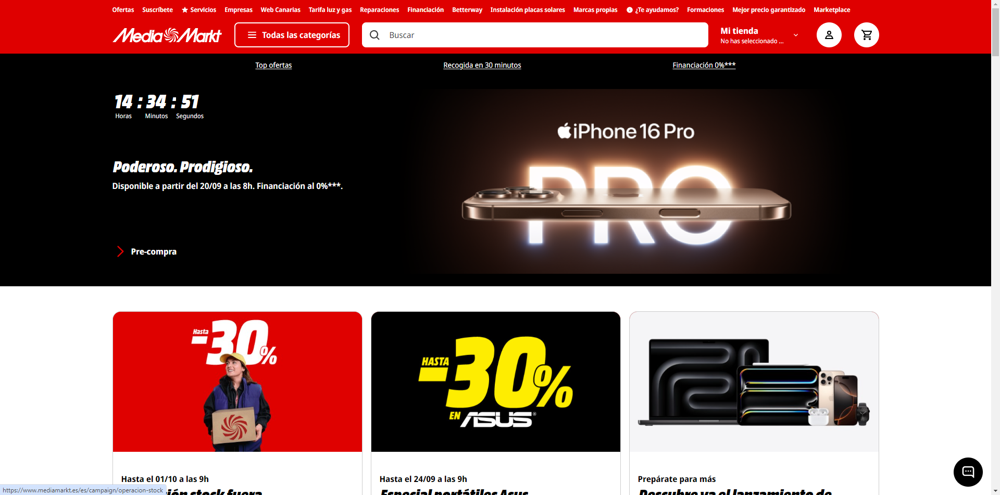 Ofertas Suscríbete Servicios Empresas Web Canarias Tarifa luz y gas Reparaciones Financiación Betterway Instalación placas solares Marcas propias ¿Te ayudamos? Formaciones Mejor precio garantizado Marketplace
MediaMarkt
Todas las categorías
Buscar
Mi tienda
No has seleccionado ...
Top ofertas
Recogida en 30 minutos
Financiación 0%***
14 : 34 : 51
Horas Minutos Segundos
iPhone 16 Pro
PRO
Poderoso. Prodigioso.
Disponible a partir del 20/09 a las 8h. Financiación al 0%***.
Pre-compra
Hasta
-30%
HASTA
-30%
EN ASUS®
Hasta el 01/10 a las 9h
Hasta el 24/09 a las 9h
Especial portátiles Asus
Prepárate para más
Descubre ya el lanzamiento de
stock fuera
https://www.mediamarkt.es/es/campaign/operacion-stock